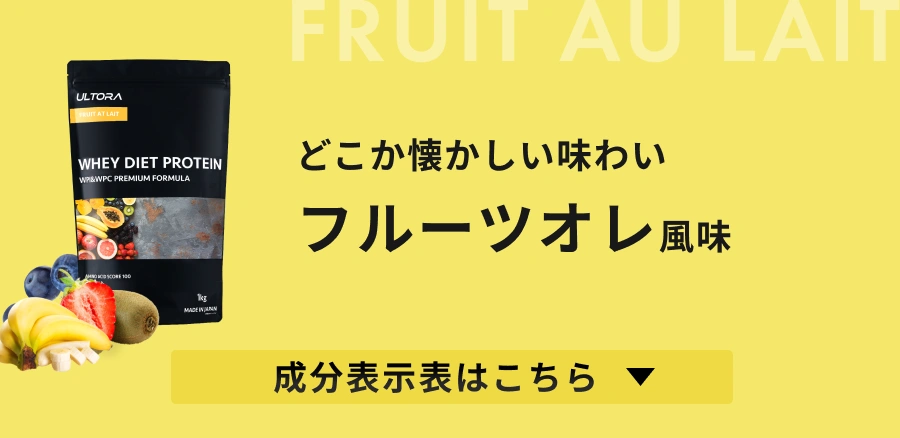 FRUIT AU LAIT
ULTORA
FRUIT AT LAIT
WHEY DIET PROTEIN
WPI&WPC PREMIUM FORMULA
AMINO ACID SCORE 100
1kg
MADE IN JAPAN
どこか懐かしい味わい
フルーツオレ風味
成分表示表はこちら ▼